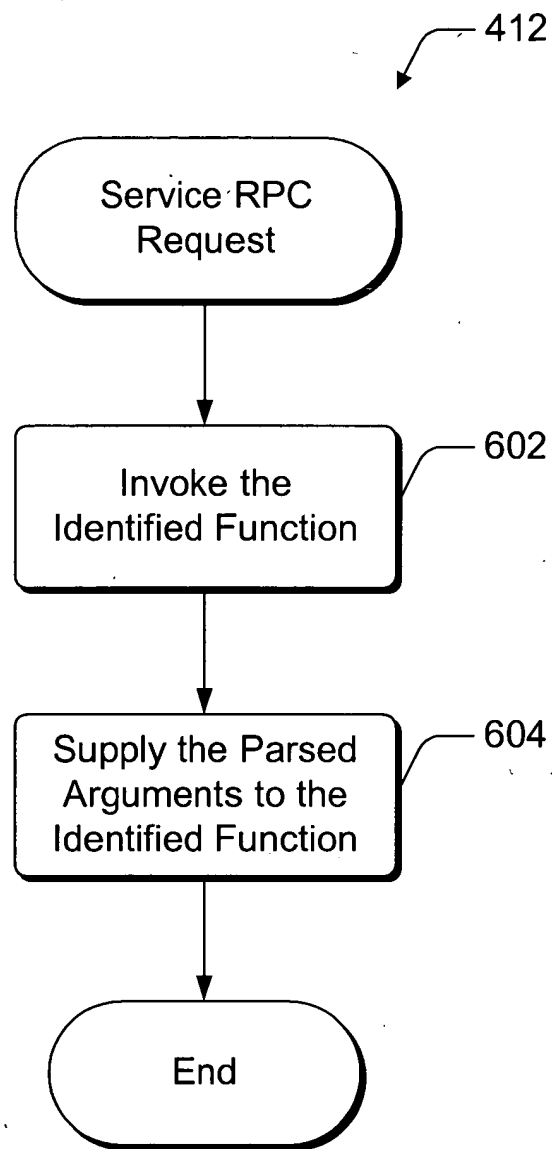 412
Service RPC
Request
602
Invoke the
Identified Function
604
Supply the Parsed
Arguments to the
Identified Function
End